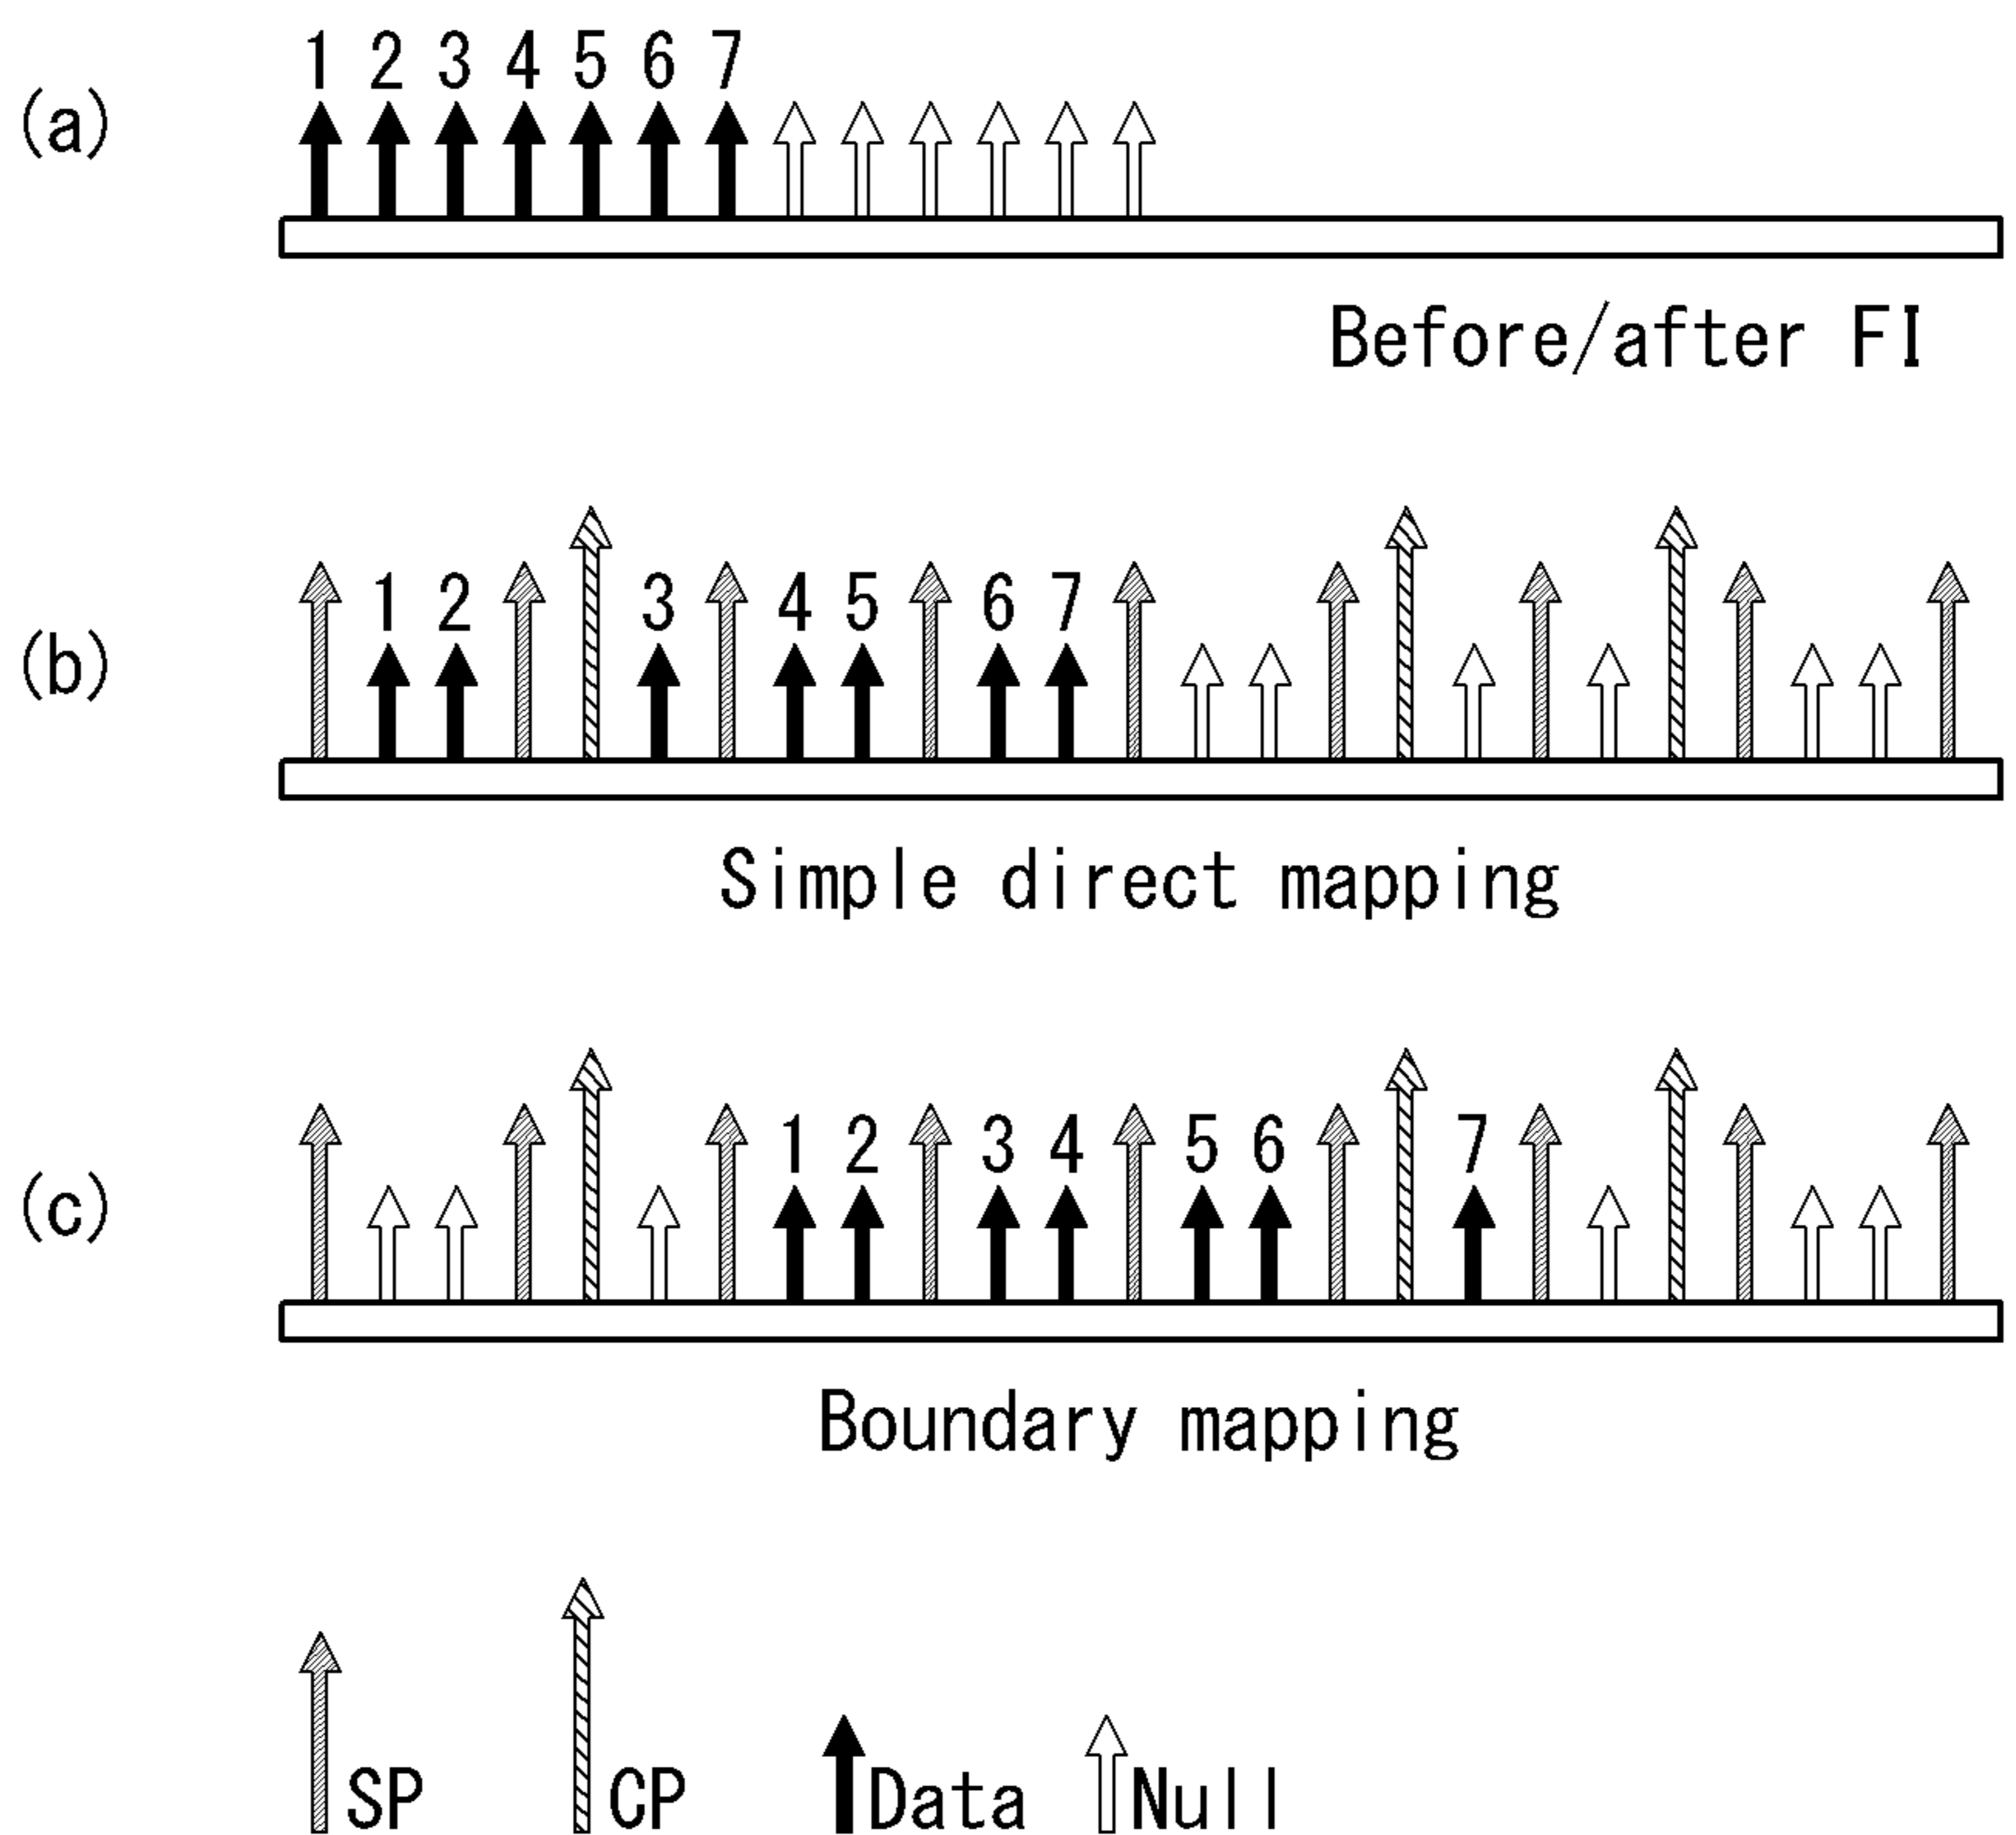 1 2 3 4 5 6 7
(a)
Before/after FI
1 2 3 4 5 6 7
(b)
Simple direct mapping
1 2 3 4 5 6 7
(c)
Boundary mapping
SP CP Data Null